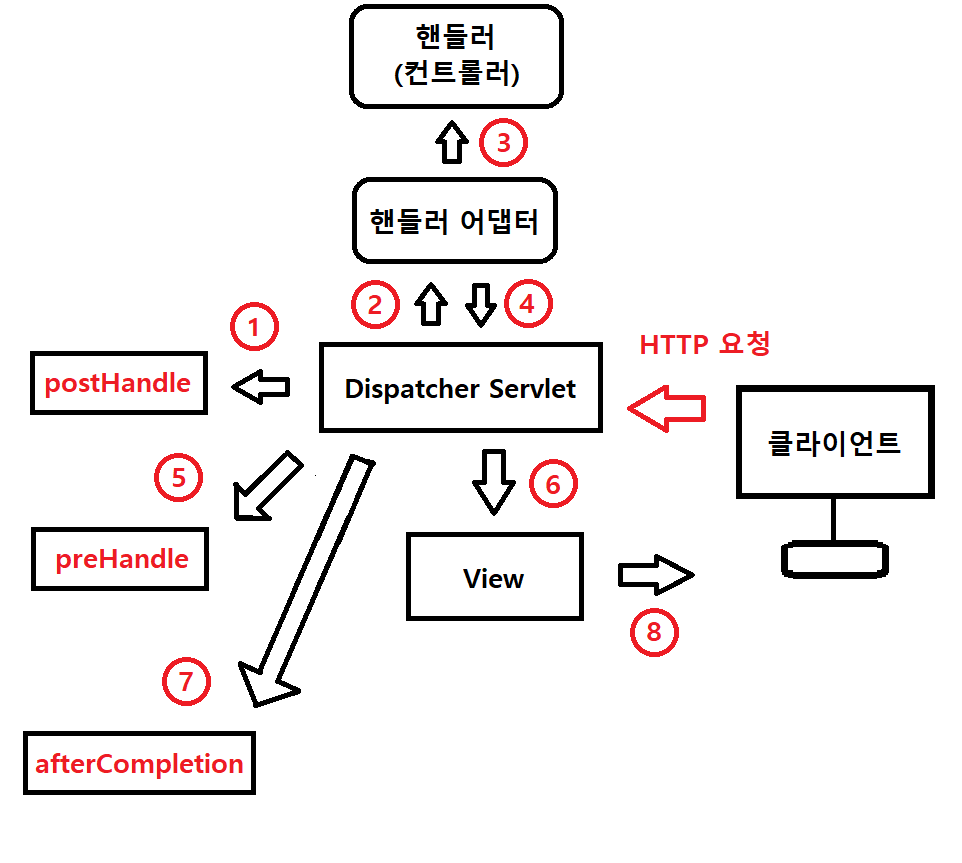 핸들러
(컨트롤러)
3
핸들러 어댑터
2
4
1
HTTP 요청
postHandle
Dispatcher Servlet
클라이언트
5
6
preHandle
View
8
7
afterCompletion